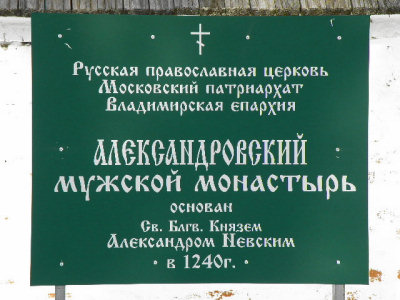 Русская православная церковь
Московский патриархат
Владимирская епархия
АЛЕКСАНДРОВСКИЙ
МУЖСКОЙ МОНАСТЫРЬ
ОСНОВАН
Св. Блгв. Князем
Александром Невским
в 1240г.